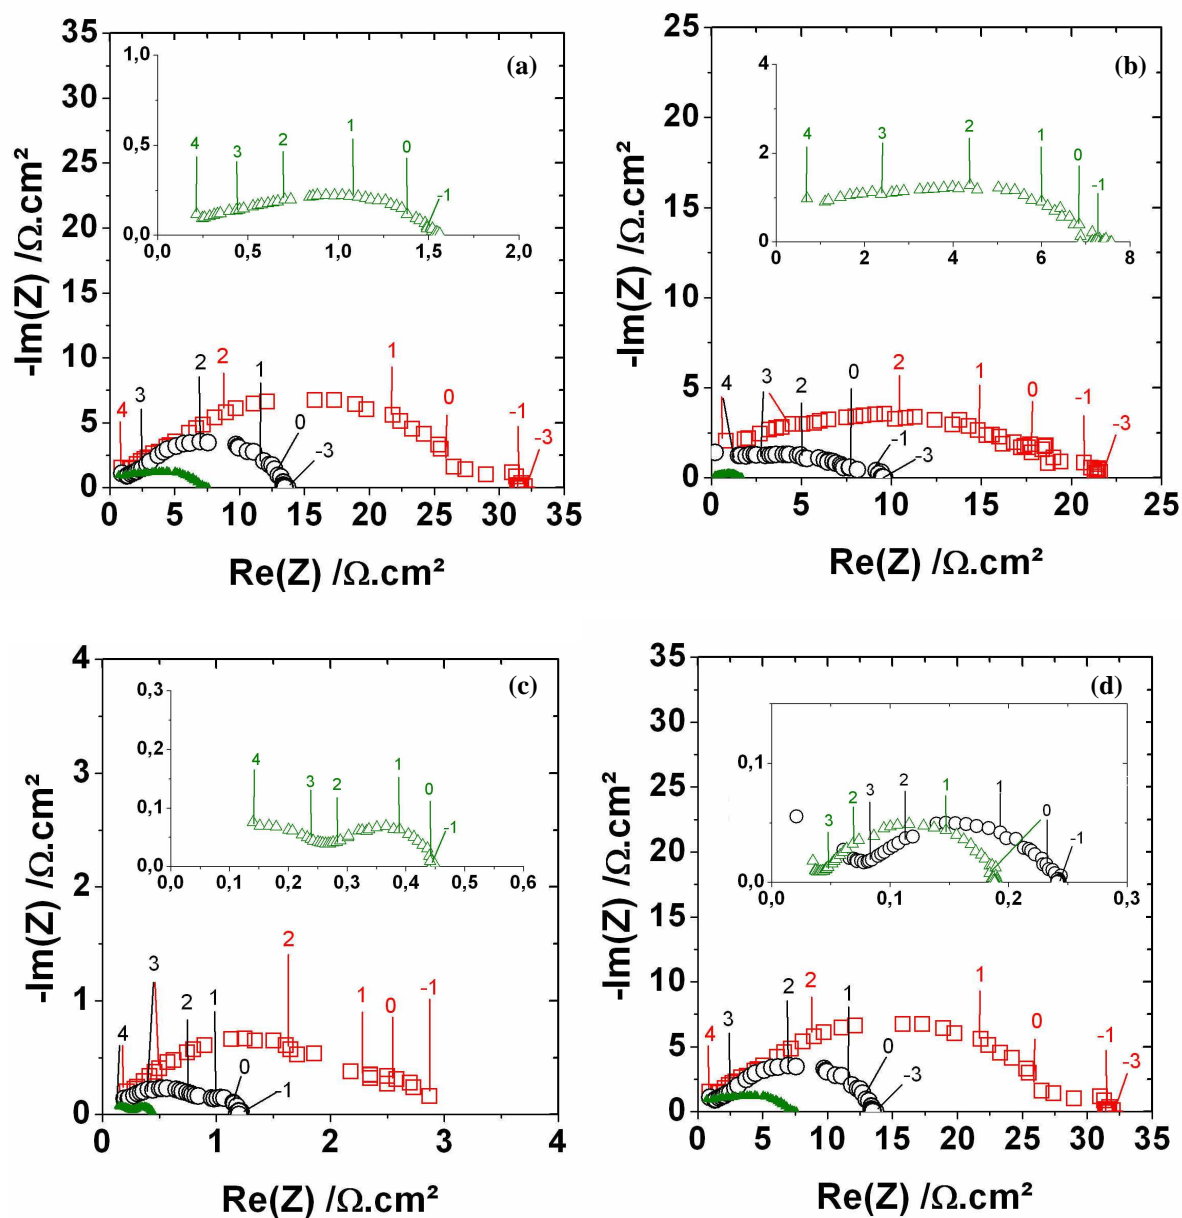 (a)
35
30
25
20
15
10
5
0
-Im(Z) /Ω.cm²
1,0
0,5
0,0
0,0 0,5 1,0 1,5 2,0
4 3 2 1 0 -1
4 3 2 2 1 1 0 0 -1 -3 -3
0 5 10 15 20 25 30 35
Re(Z) /Ω.cm²
(b)
25
20
15
10
5
0
-Im(Z) /Ω.cm²
4
2
0
0 2 4 6 8
4 3 2 1 0 -1
4 3 2 0 2 -1 -3 1 0 -1 -3
0 5 10 15 20 25
Re(Z) /Ω.cm²
(c)
4
3
2
1
0
-Im(Z) /Ω.cm²
0,3
0,2
0,1
0,0
0,0 0,1 0,2 0,3 0,4 0,5 0,6
4 3 2 1 0 -1
4 3 2 1 0 -1 2 1 0 -1
0 1 2 3 4
Re(Z) /Ω.cm²
(d)
35
30
25
20
15
10
5
0
-Im(Z) /Ω.cm²
0,1
0,0
0,0 0,1 0,2 0,3
3 2 3 2 1 1 0 -1
4 3 2 2 1 0 -3 1 0 -1 -3
0 5 10 15 20 25 30 35
Re(Z) /Ω.cm²